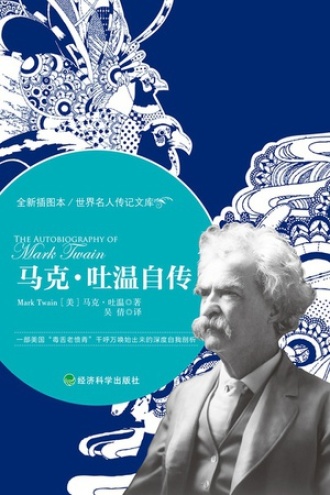 全新插图本/世界名人传记文库
THE AUTOBIOGRAPHY OF
Mark Twain
马克·吐温自传
Mark Twain [美] 马克·吐温/著
吴倩/译
一部美国“毒舌老愤青”千呼万唤始出来的深度自我剖析
经济科学出版社